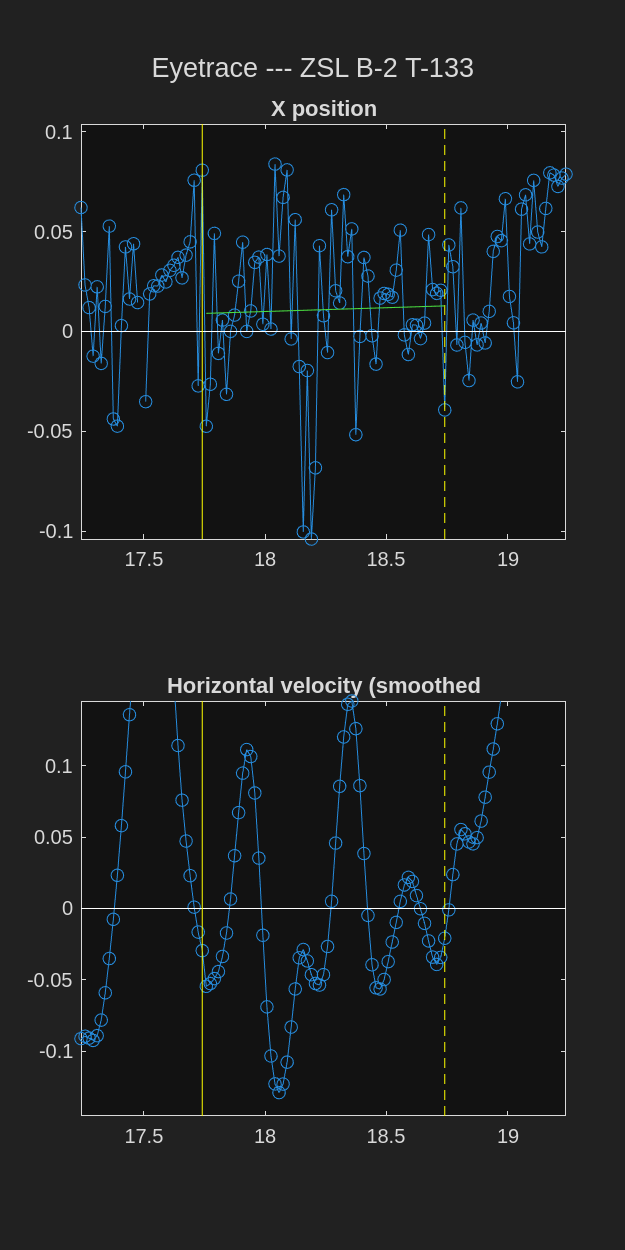 Eyetrace --- ZSL B-2 T-133
X position
0.1
0.05
0
-0.05
-0.1
17.5 18 18.5 19
Horizontal velocity (smoothed
0.1
0.05
0
-0.05
-0.1
17.5 18 18.5 19